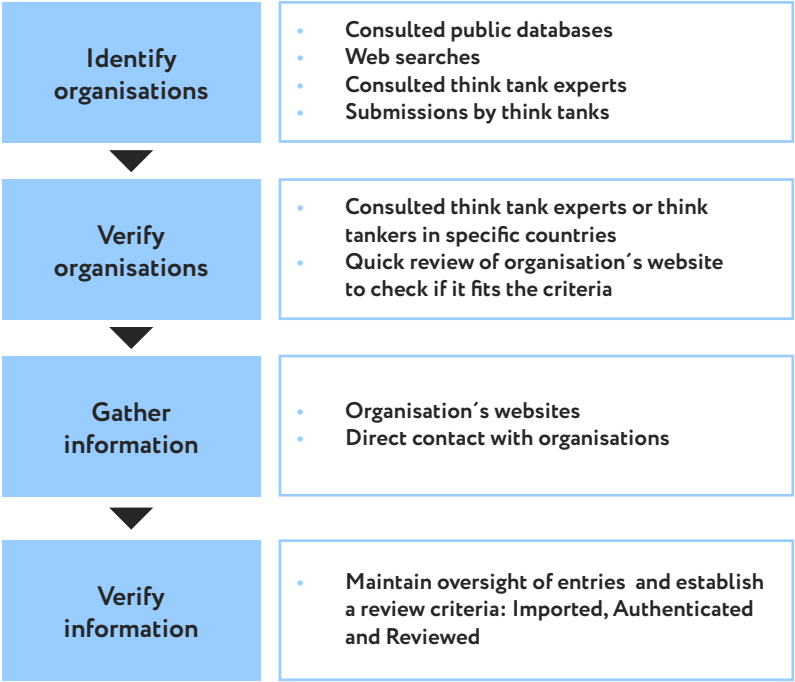 Identify
organisations
• Consulted public databases
• Web searches
• Consulted think tank experts
• Submissions by think tanks
Verify
organisations
• Consulted think tank experts or think
tankers in specific countries
• Quick review of organisation´s website
to check if it fits the criteria
Gather
information
• Organisation´s websites
• Direct contact with organisations
Verify
information
• Maintain oversight of entries and establish
a review criteria: Imported, Authenticated
and Reviewed